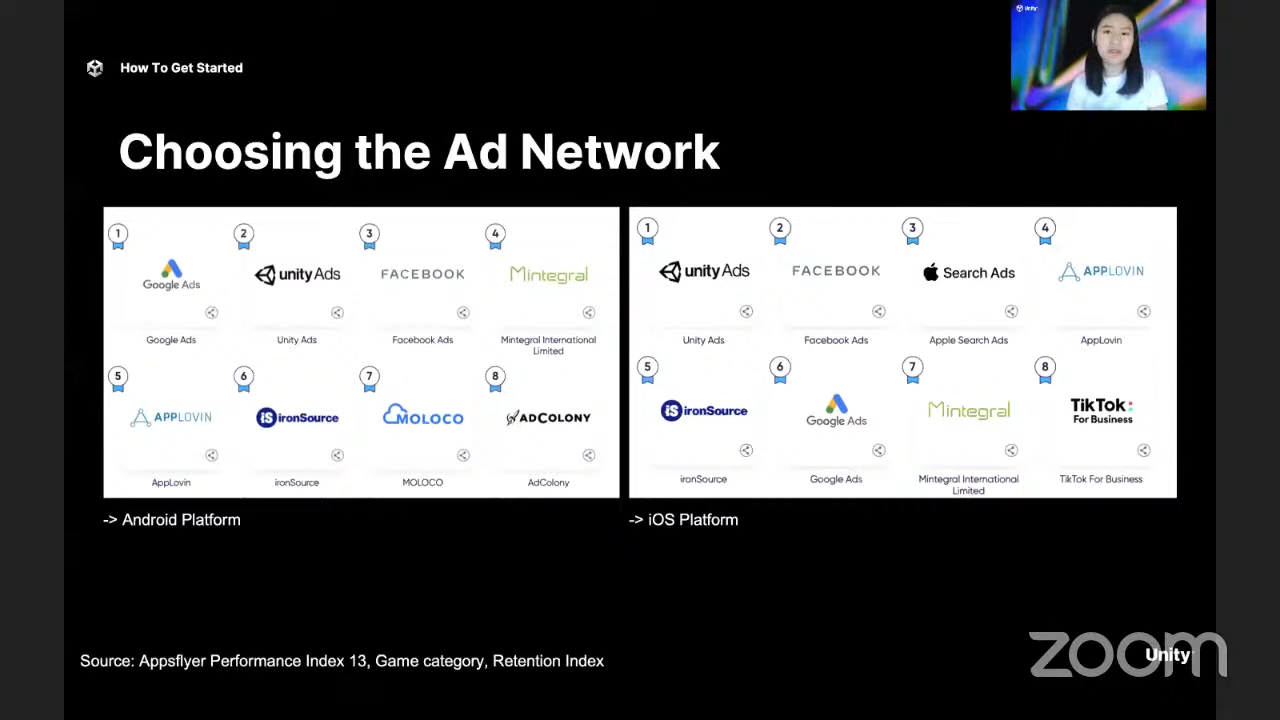 Unity
How To Get Started
Choosing the Ad Network
1
2
3
4
Google Ads
unity Ads
FACEBOOK
Mintegral
Google Ads
Unity Ads
Facebook Ads
Mintegral International
Limited
5
6
7
8
APPLOVIN
iS ironSource
MOLOCO
ADCOLONY
AppLovin
ironSource
MOLOCO
AdColony
-> Android Platform
1
2
3
4
unity Ads
FACEBOOK
Search Ads
APPLOVIN
Unity Ads
Facebook Ads
Apple Search Ads
AppLovin
5
6
7
8
iS ironSource
Google Ads
Mintegral
TikTok:
For Business
ironSource
Google Ads
Mintegral International
Limited
TikTok For Business
-> iOS Platform
Source: Appsflyer Performance Index 13, Game category, Retention Index
zoom
Unity